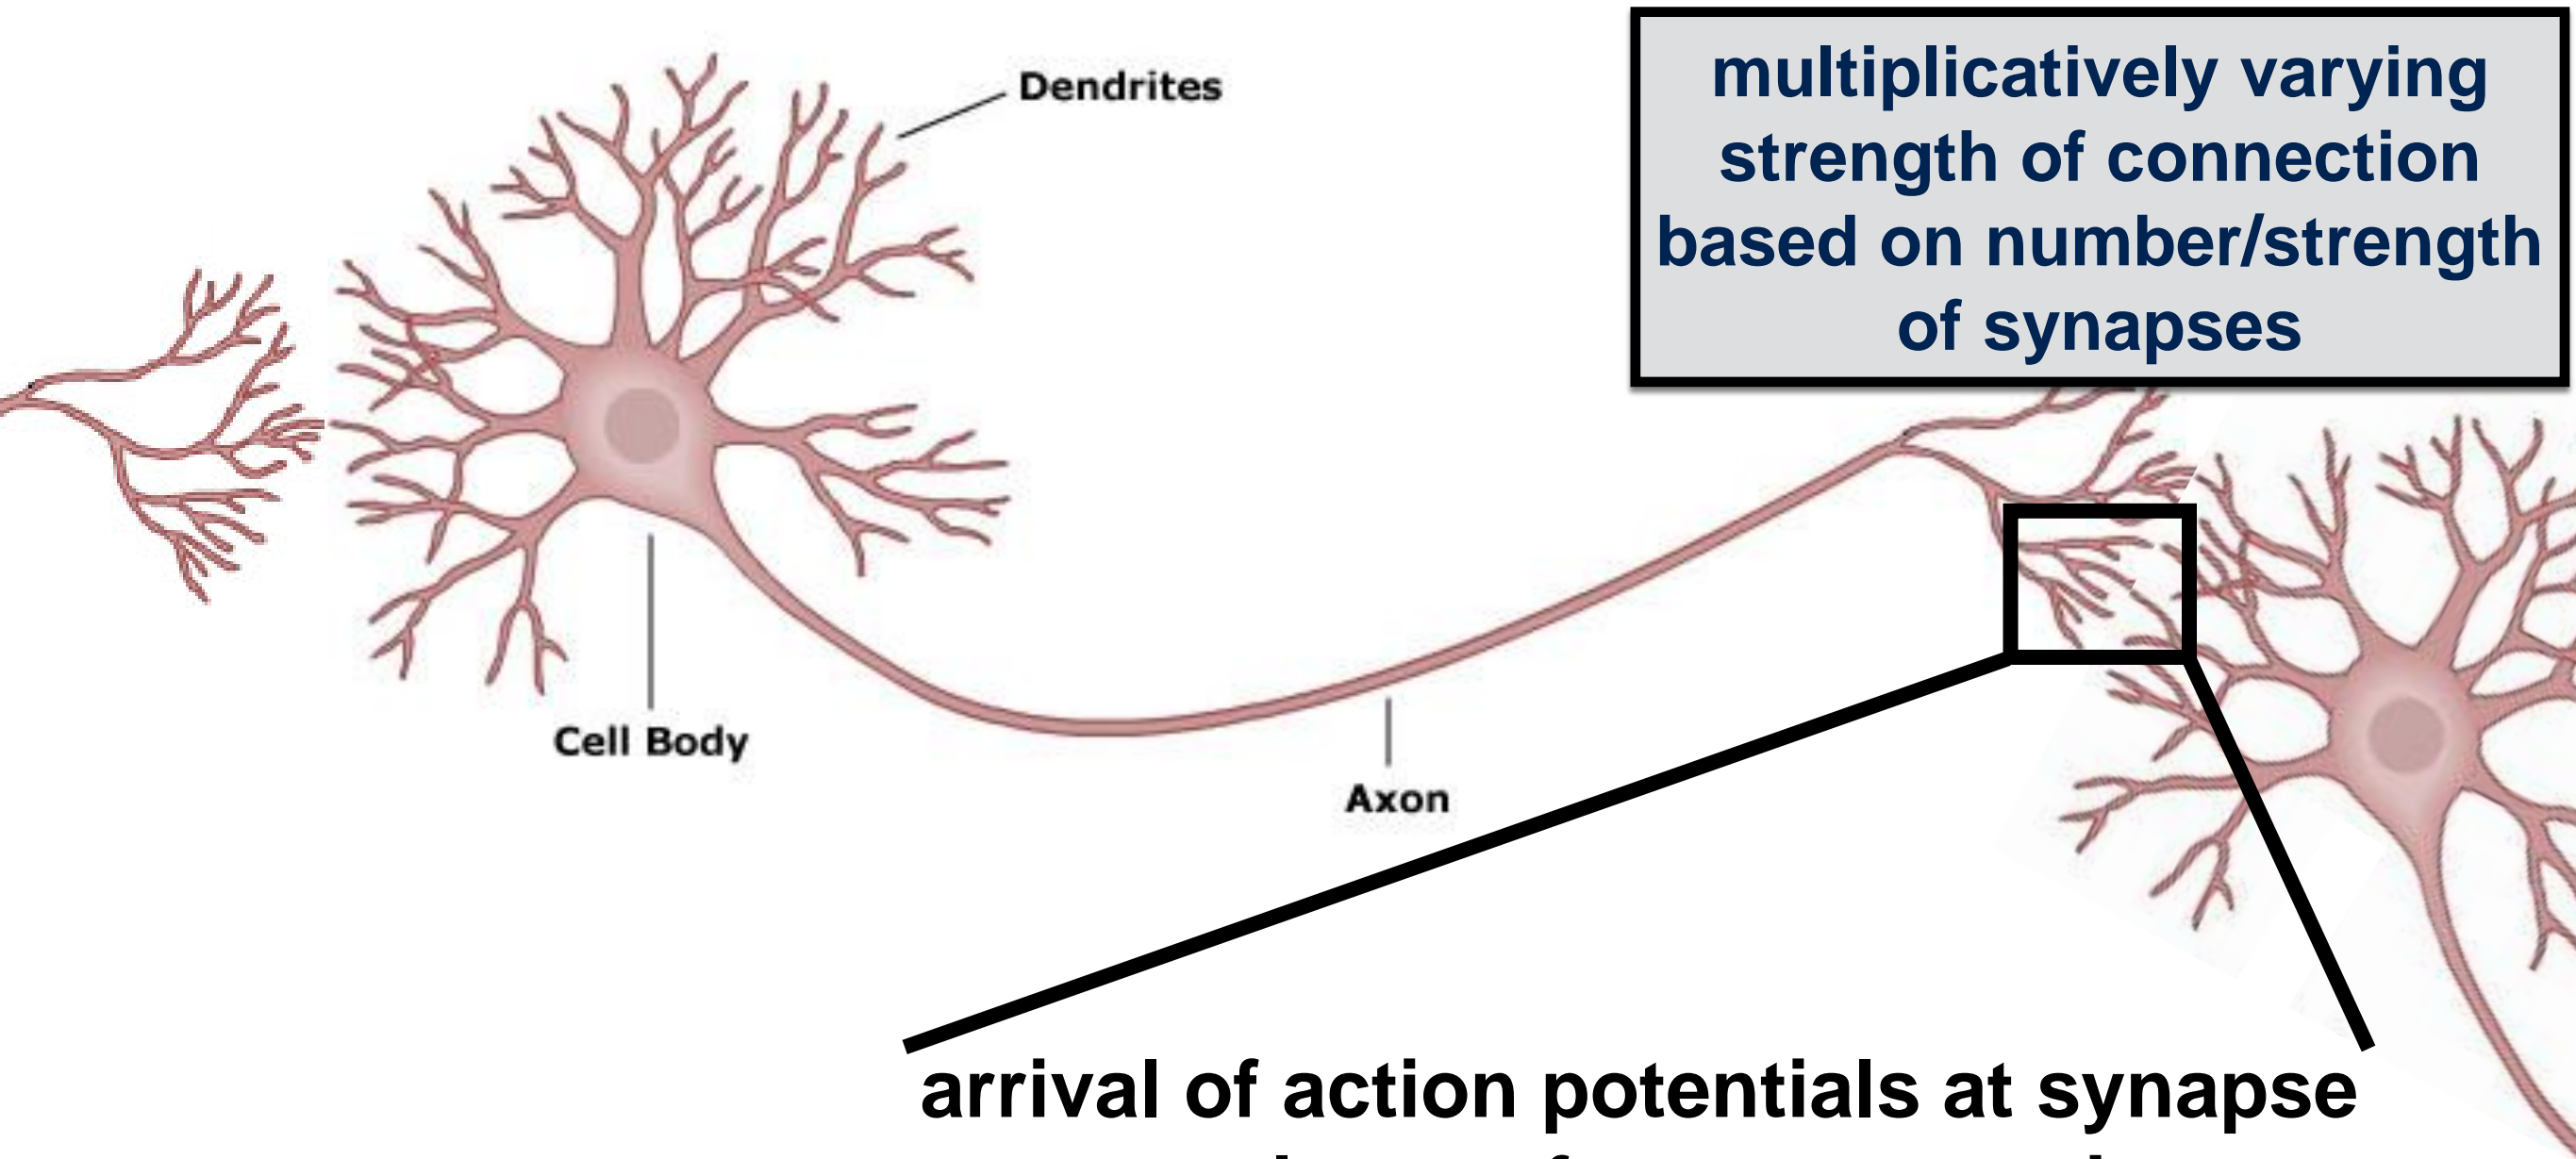 Dendrites
multiplicatively varying
strength of connection
based on number/strength
of synapses
Cell Body
Axon
arrival of action potentials at synapse